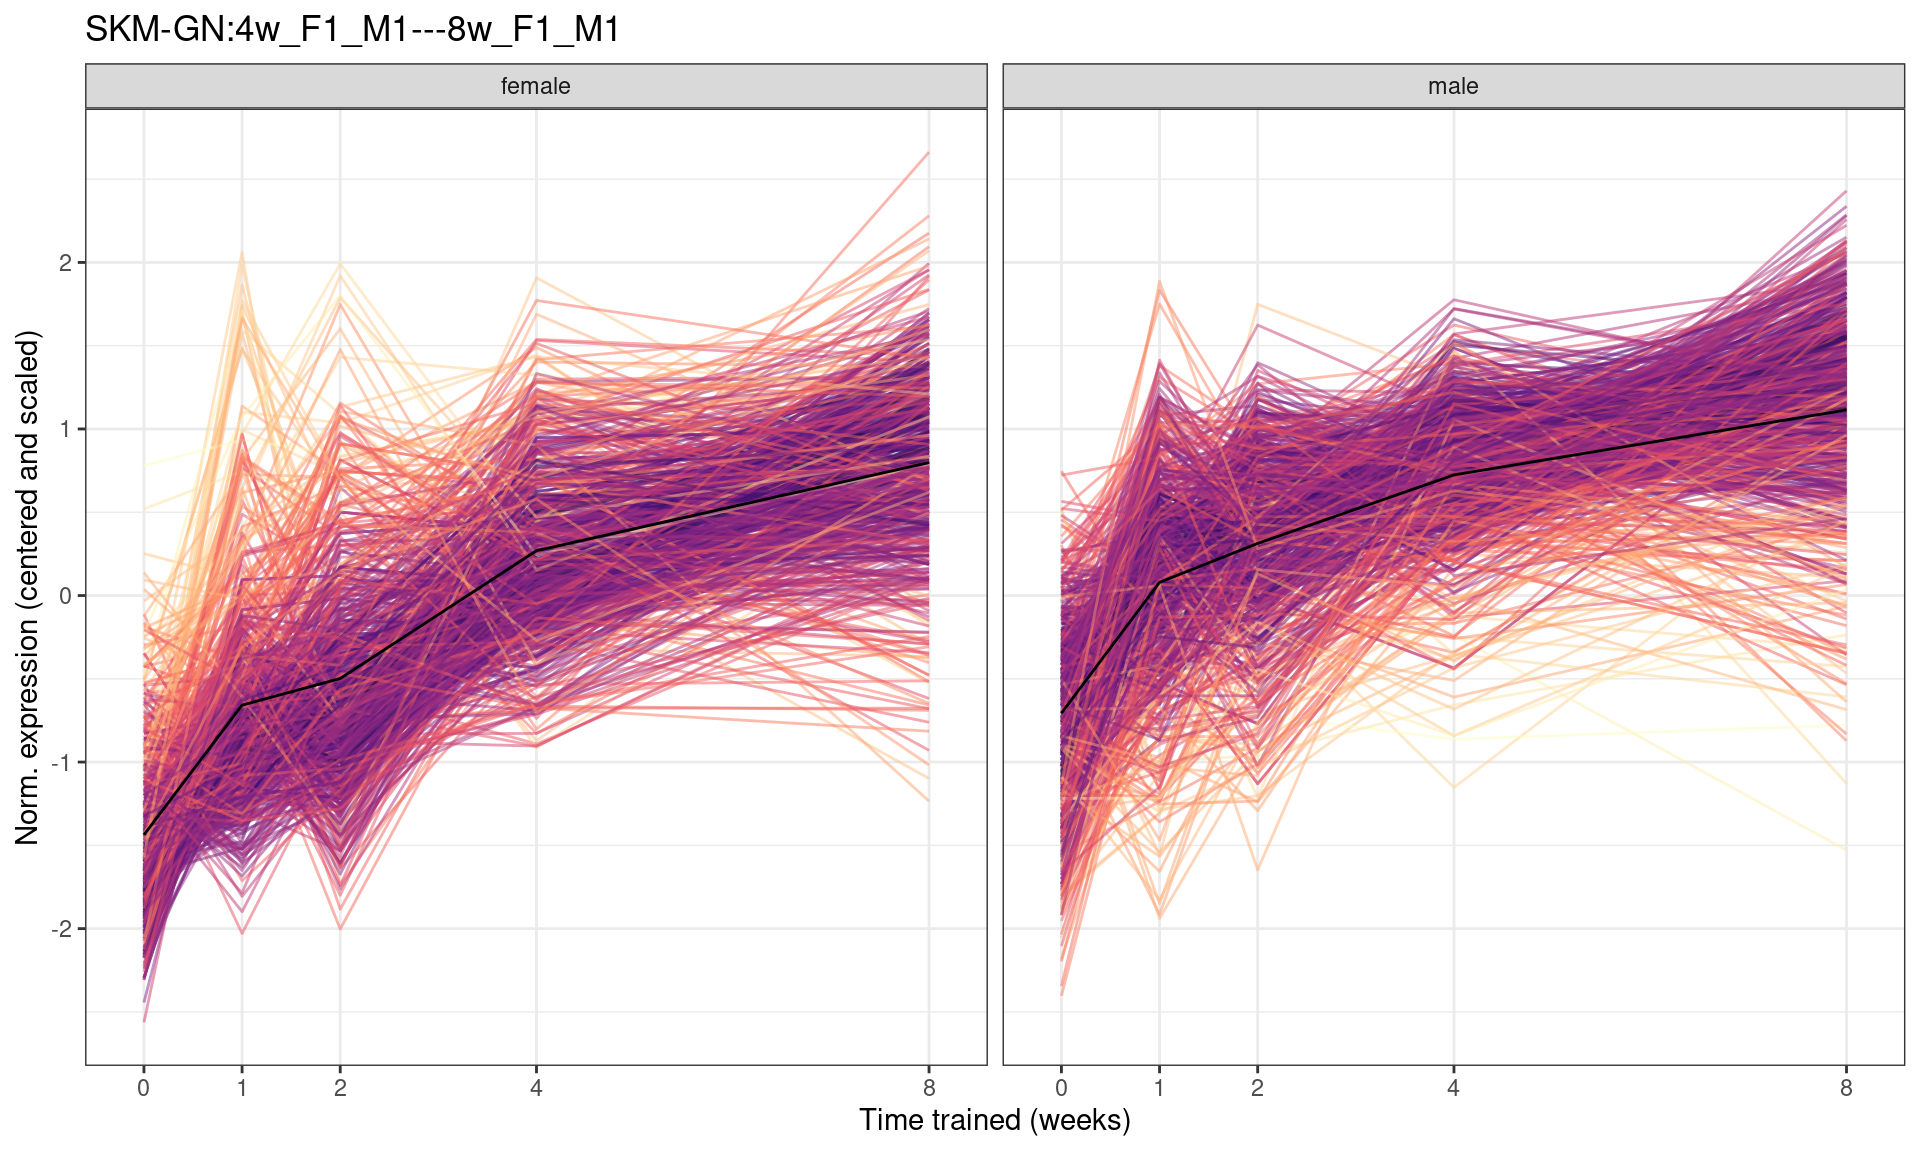 SKM-GN:4w_F1_M1---8w_F1_M1
female
male
Norm. expression (centered and scaled)
2
1
0
-1
-2
0 1 2 4 8
0 1 2 4 8
Time trained (weeks)